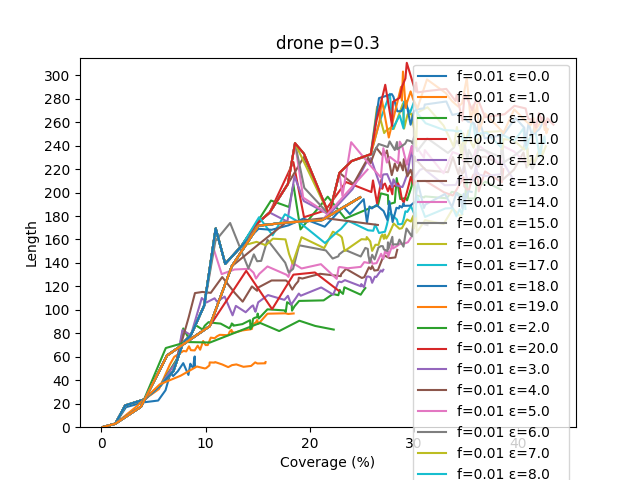 drone p=0.3
Length
300
280
260
240
220
200
180
160
140
120
100
80
60
40
20
0
0 10 20 30 40
Coverage (%)
f=0.01 ε=0.0
f=0.01 ε=1.0
f=0.01 ε=10.0
f=0.01 ε=11.0
f=0.01 ε=12.0
f=0.01 ε=13.0
f=0.01 ε=14.0
f=0.01 ε=15.0
f=0.01 ε=16.0
f=0.01 ε=17.0
f=0.01 ε=18.0
f=0.01 ε=19.0
f=0.01 ε=2.0
f=0.01 ε=20.0
f=0.01 ε=3.0
f=0.01 ε=4.0
f=0.01 ε=5.0
f=0.01 ε=6.0
f=0.01 ε=7.0
f=0.01 ε=8.0